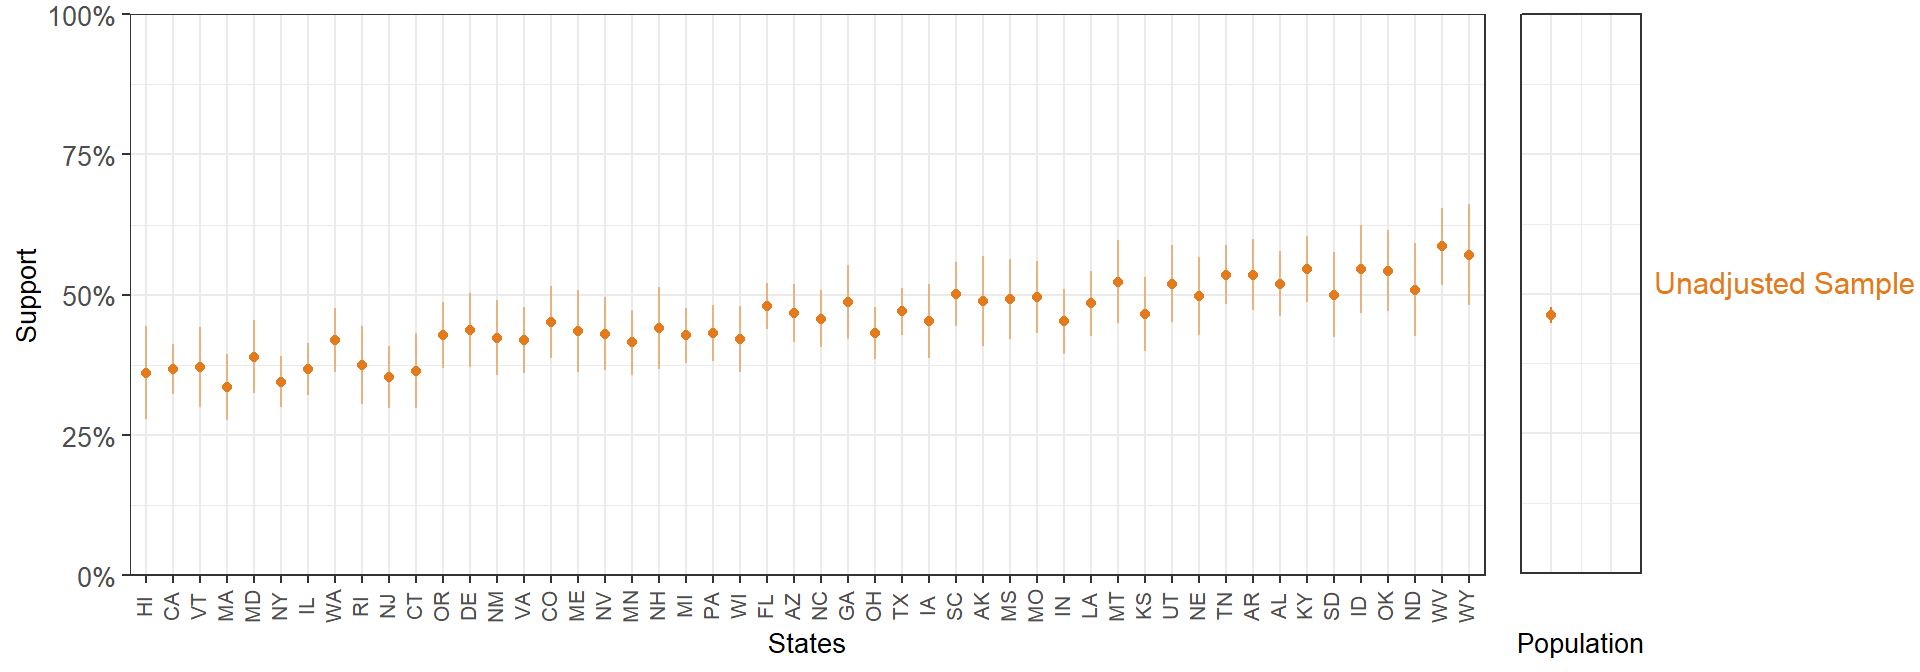 100%
75%
50%
25%
0%
Support
HI CA VT MA MD NY IL WA RI NJ CT OR DE NM VA CO ME NV MN NH MI PA WI FL AZ NC GA OH TX IA SC AK MS MO IN LA MT KS UT NE TN AR AL KY SD ID OK ND WV WY
States
Population
Unadjusted Sample